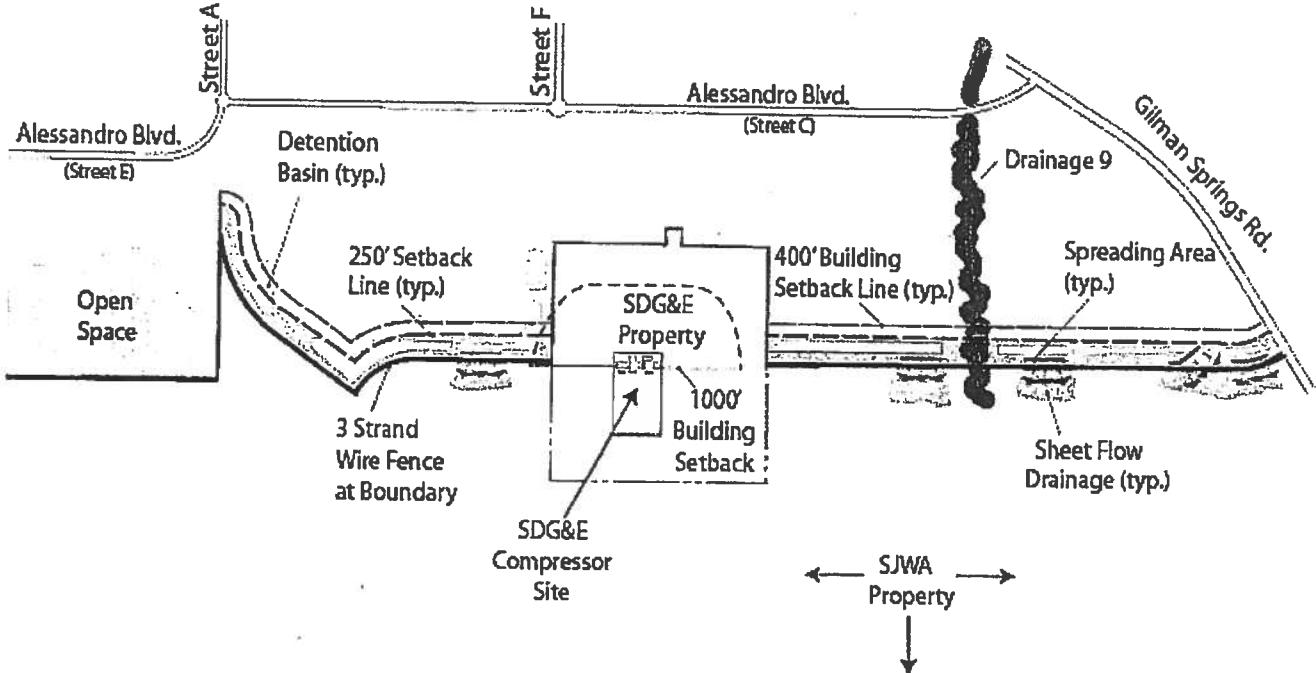 Street A
Street F
Alessandro Blvd.
(Street E)
Alessandro Blvd.
(Street C)
Gilman Springs Rd.
Detention
Basin (typ.)
Drainage 9
250' Setback
Line (typ.)
400' Building
Setback Line (typ.)
Spreading Area
(typ.)
Open
Space
SDG&E
Property
1000'
Building
Setback
3 Strand
Wire Fence
at Boundary
Sheet Flow
Drainage (typ.)
SDG&E
Compressor
Site
SJWA
Property